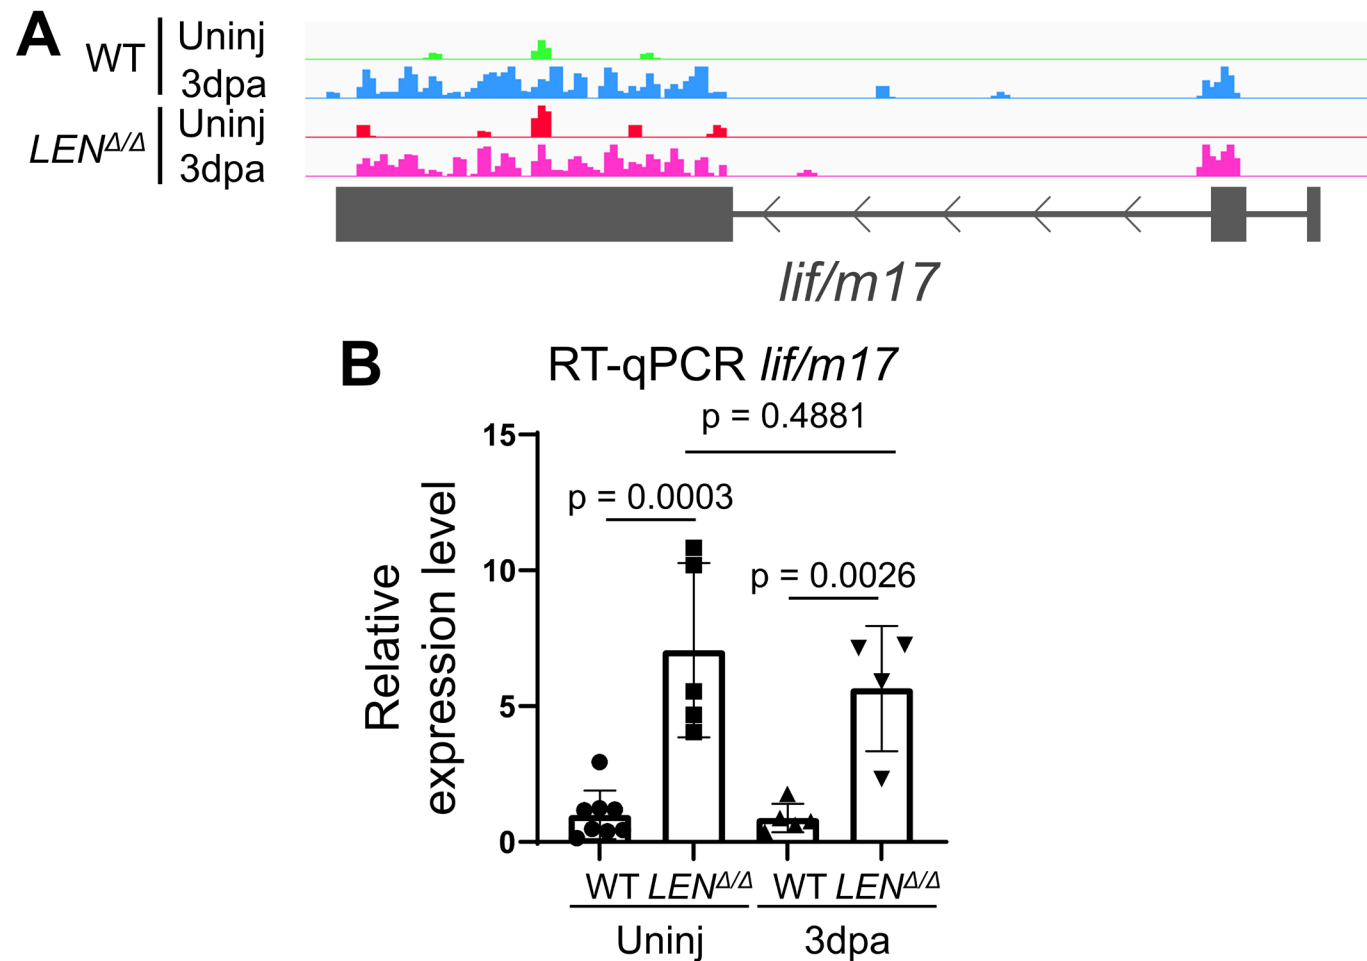 A
WT
Uninj
3dpa
LENΔ/Δ
Uninj
3dpa
lif/m17
B
RT-qPCR lif/m17
p = 0.4881
p = 0.0003
p = 0.0026
Relative
expression level
15
10
5
0
WT LENΔ/Δ WT LENΔ/Δ
Uninj 3dpa